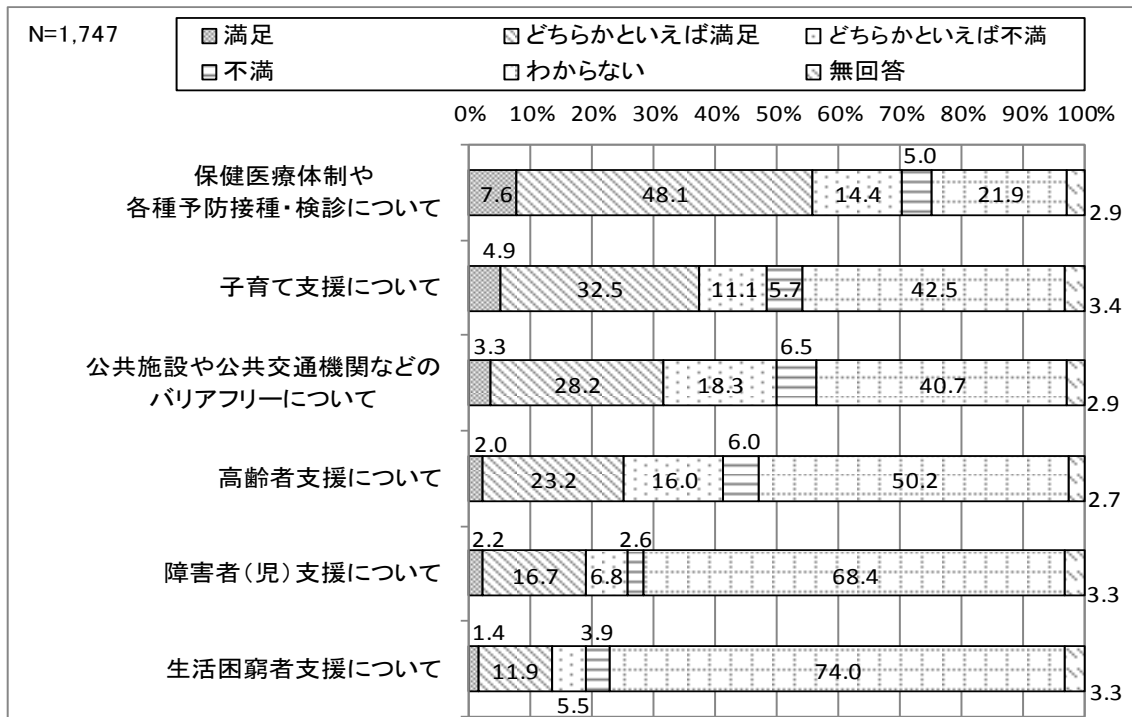 N=1,747
満足 どちらかといえば満足 どちらかといえば不満
不満 わからない 無回答
0% 10% 20% 30% 40% 50% 60% 70% 80% 90% 100%
保健医療体制や
各種予防接種・検診について
7.6 48.1 14.4 5.0 21.9 2.9
子育て支援について
4.9 32.5 11.1 5.7 42.5 3.4
公共施設や公共交通機関などの
バリアフリーについて
3.3 28.2 18.3 6.5 40.7 2.9
高齢者支援について
2.0 23.2 16.0 6.0 50.2 2.7
障害者(児)支援について
2.2 16.7 6.8 2.6 68.4 3.3
生活困窮者支援について
1.4 11.9 5.5 3.9 74.0 3.3